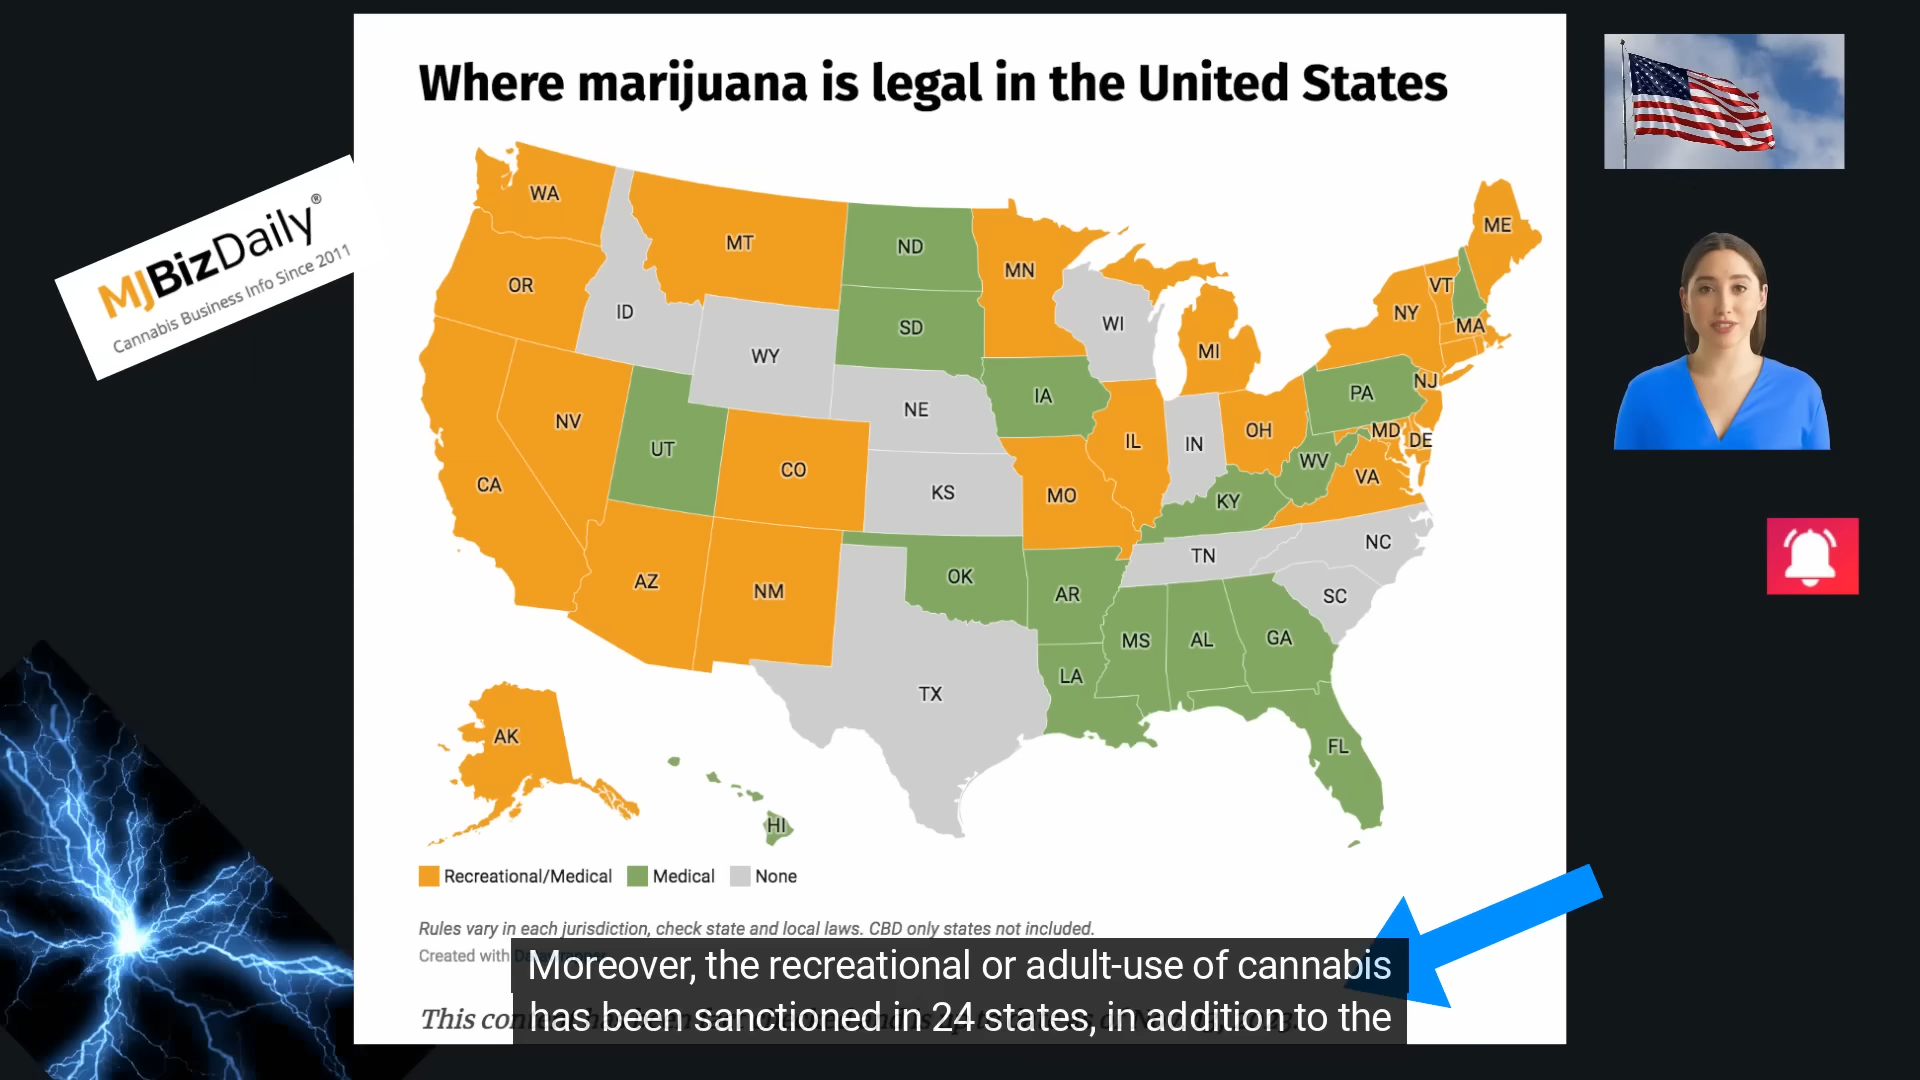 Where marijuana is legal in the United States
MJBizDaily®
Cannabis Business Info Since 2011
WA
MT
ND
MN
ME
OR
ID
SD
WI
VT
NY
MA
WY
MI
NE
IA
PA
NJ
NV
UT
CO
IL
IN
OH
MD
DE
CA
KS
MO
WV
VA
KY
AZ
NM
OK
AR
TN
NC
SC
MS
AL
GA
LA
TX
FL
AK
HI
Recreational/Medical
Medical
None
Rules vary in each jurisdiction, check state and local laws. CBD only states not included.
Created with
Moreover, the recreational or adult-use of cannabis
has been sanctioned in 24 states, in addition to the
This